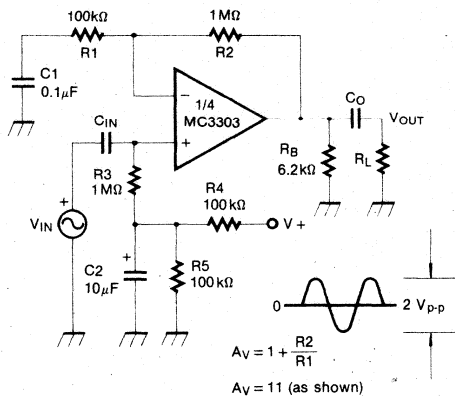 100kΩ
R1
1MΩ
R2
C1
0.1μF
−
1/4
MC3303
+
CIN
CO
VOUT
RB
6.2kΩ
RL
R3
1MΩ
R4
100kΩ
V+
+
VIN
+
C2
10μF
R5
100kΩ
0
2 Vp-p
AV = 1 + R2
R1
AV = 11 (as shown)